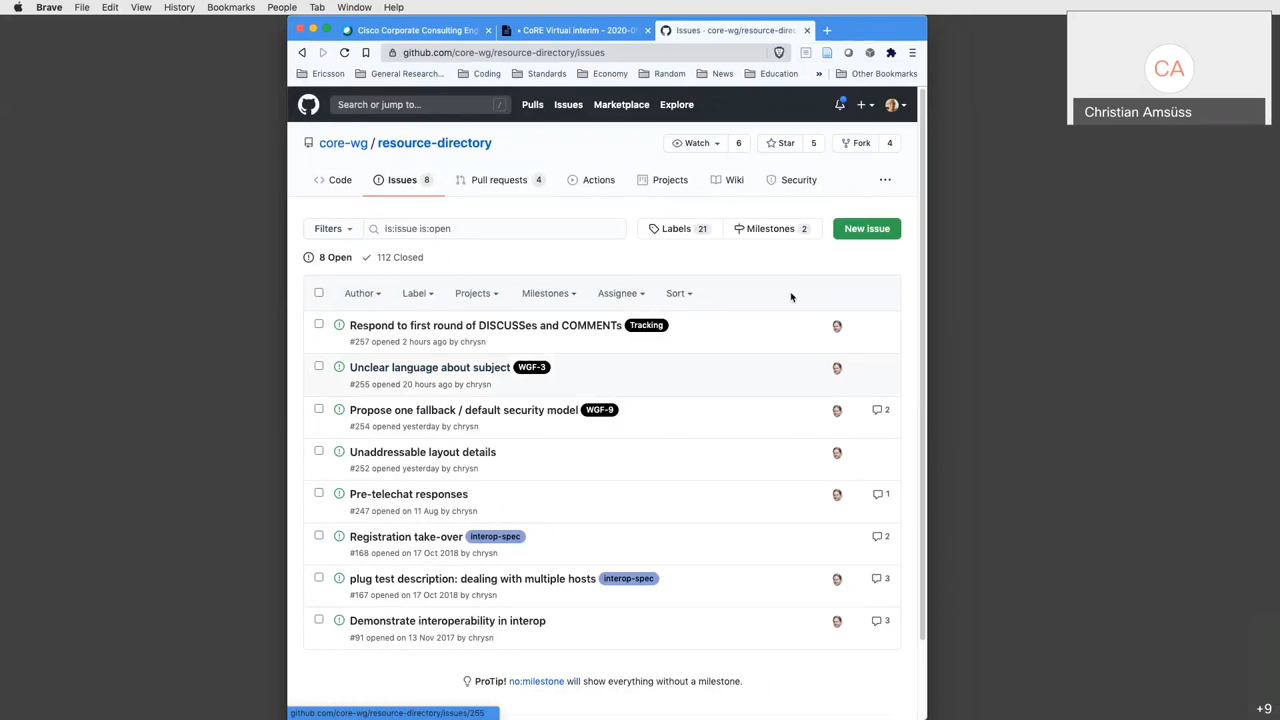 Brave File Edit View History Bookmarks People Tab Window Help
Cisco Corporate Consulting Eng
• CoRE Virtual interim - 2020-0
Issues · core-wg/resource-direc
github.com/core-wg/resource-directory/issues
Ericsson General Research... Coding Standards Economy Random News Education » Other Bookmarks
Search or jump to... /
Pulls Issues Marketplace Explore
core-wg / resource-directory
Watch 6 Star 5 Fork 4
Code Issues 8 Pull requests 4 Actions Projects Wiki Security ...
Filters is:issue is:open Labels 21 Milestones 2 New issue
8 Open 112 Closed
Author Label Projects Milestones Assignee Sort
Respond to first round of DISCUSSes and COMMENTs Tracking
#257 opened 2 hours ago by chrysn
Unclear language about subject WGF-3
#255 opened 20 hours ago by chrysn
Propose one fallback / default security model WGF-9 2
#254 opened yesterday by chrysn
Unaddressable layout details
#252 opened yesterday by chrysn
Pre-telechat responses 1
#247 opened on 11 Aug by chrysn
Registration take-over interop-spec 2
#168 opened on 17 Oct 2018 by chrysn
plug test description: dealing with multiple hosts interop-spec 3
#167 opened on 17 Oct 2018 by chrysn
Demonstrate interoperability in interop 3
#91 opened on 13 Nov 2017 by chrysn
ProTip! no:milestone will show everything without a milestone.
github.com/core-wg/resource-directory/issues/255
CA
Christian Amsüss
+9